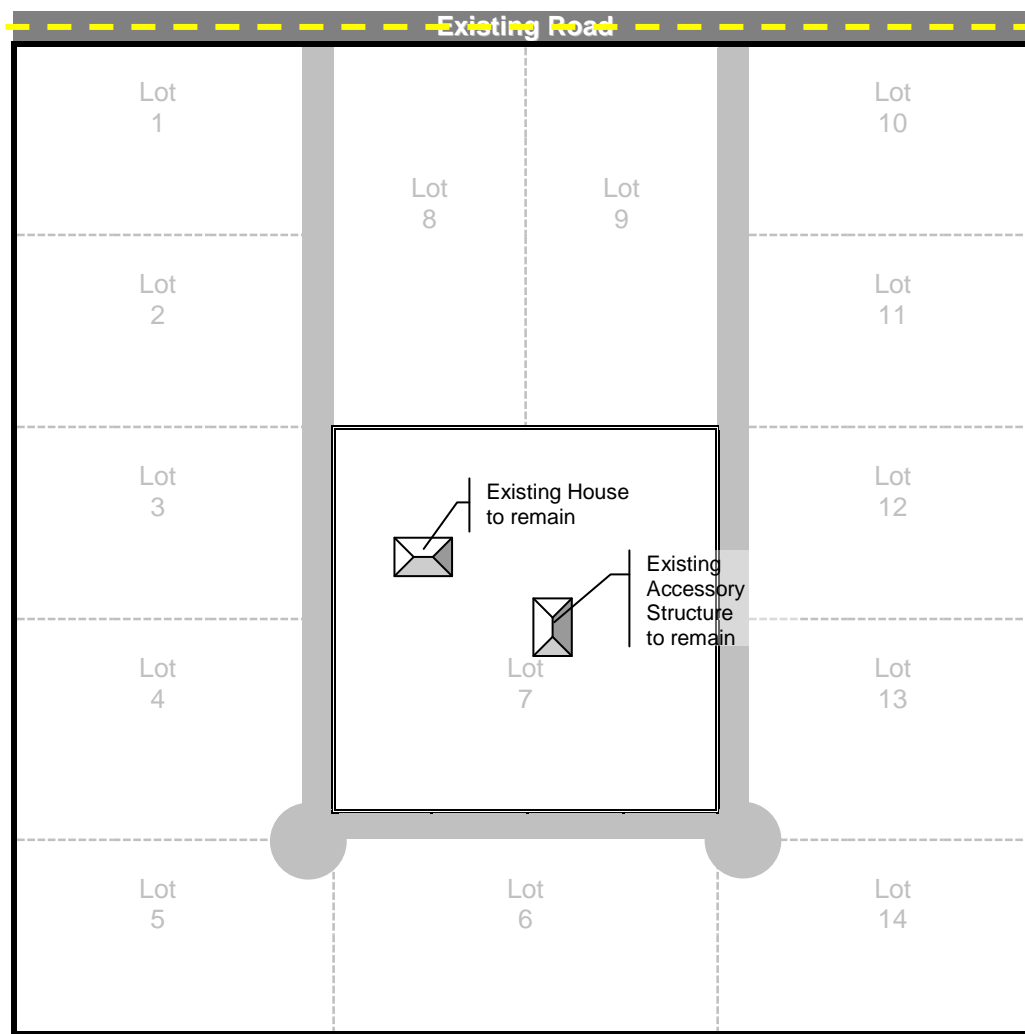 Existing Road
Lot
1
Lot
10
Lot
8
Lot
9
Lot
2
Lot
11
Lot
3
Existing House
to remain
Lot
12
Existing
Accessory
Structure
to remain
Lot
4
Lot
7
Lot
13
Lot
5
Lot
6
Lot
14